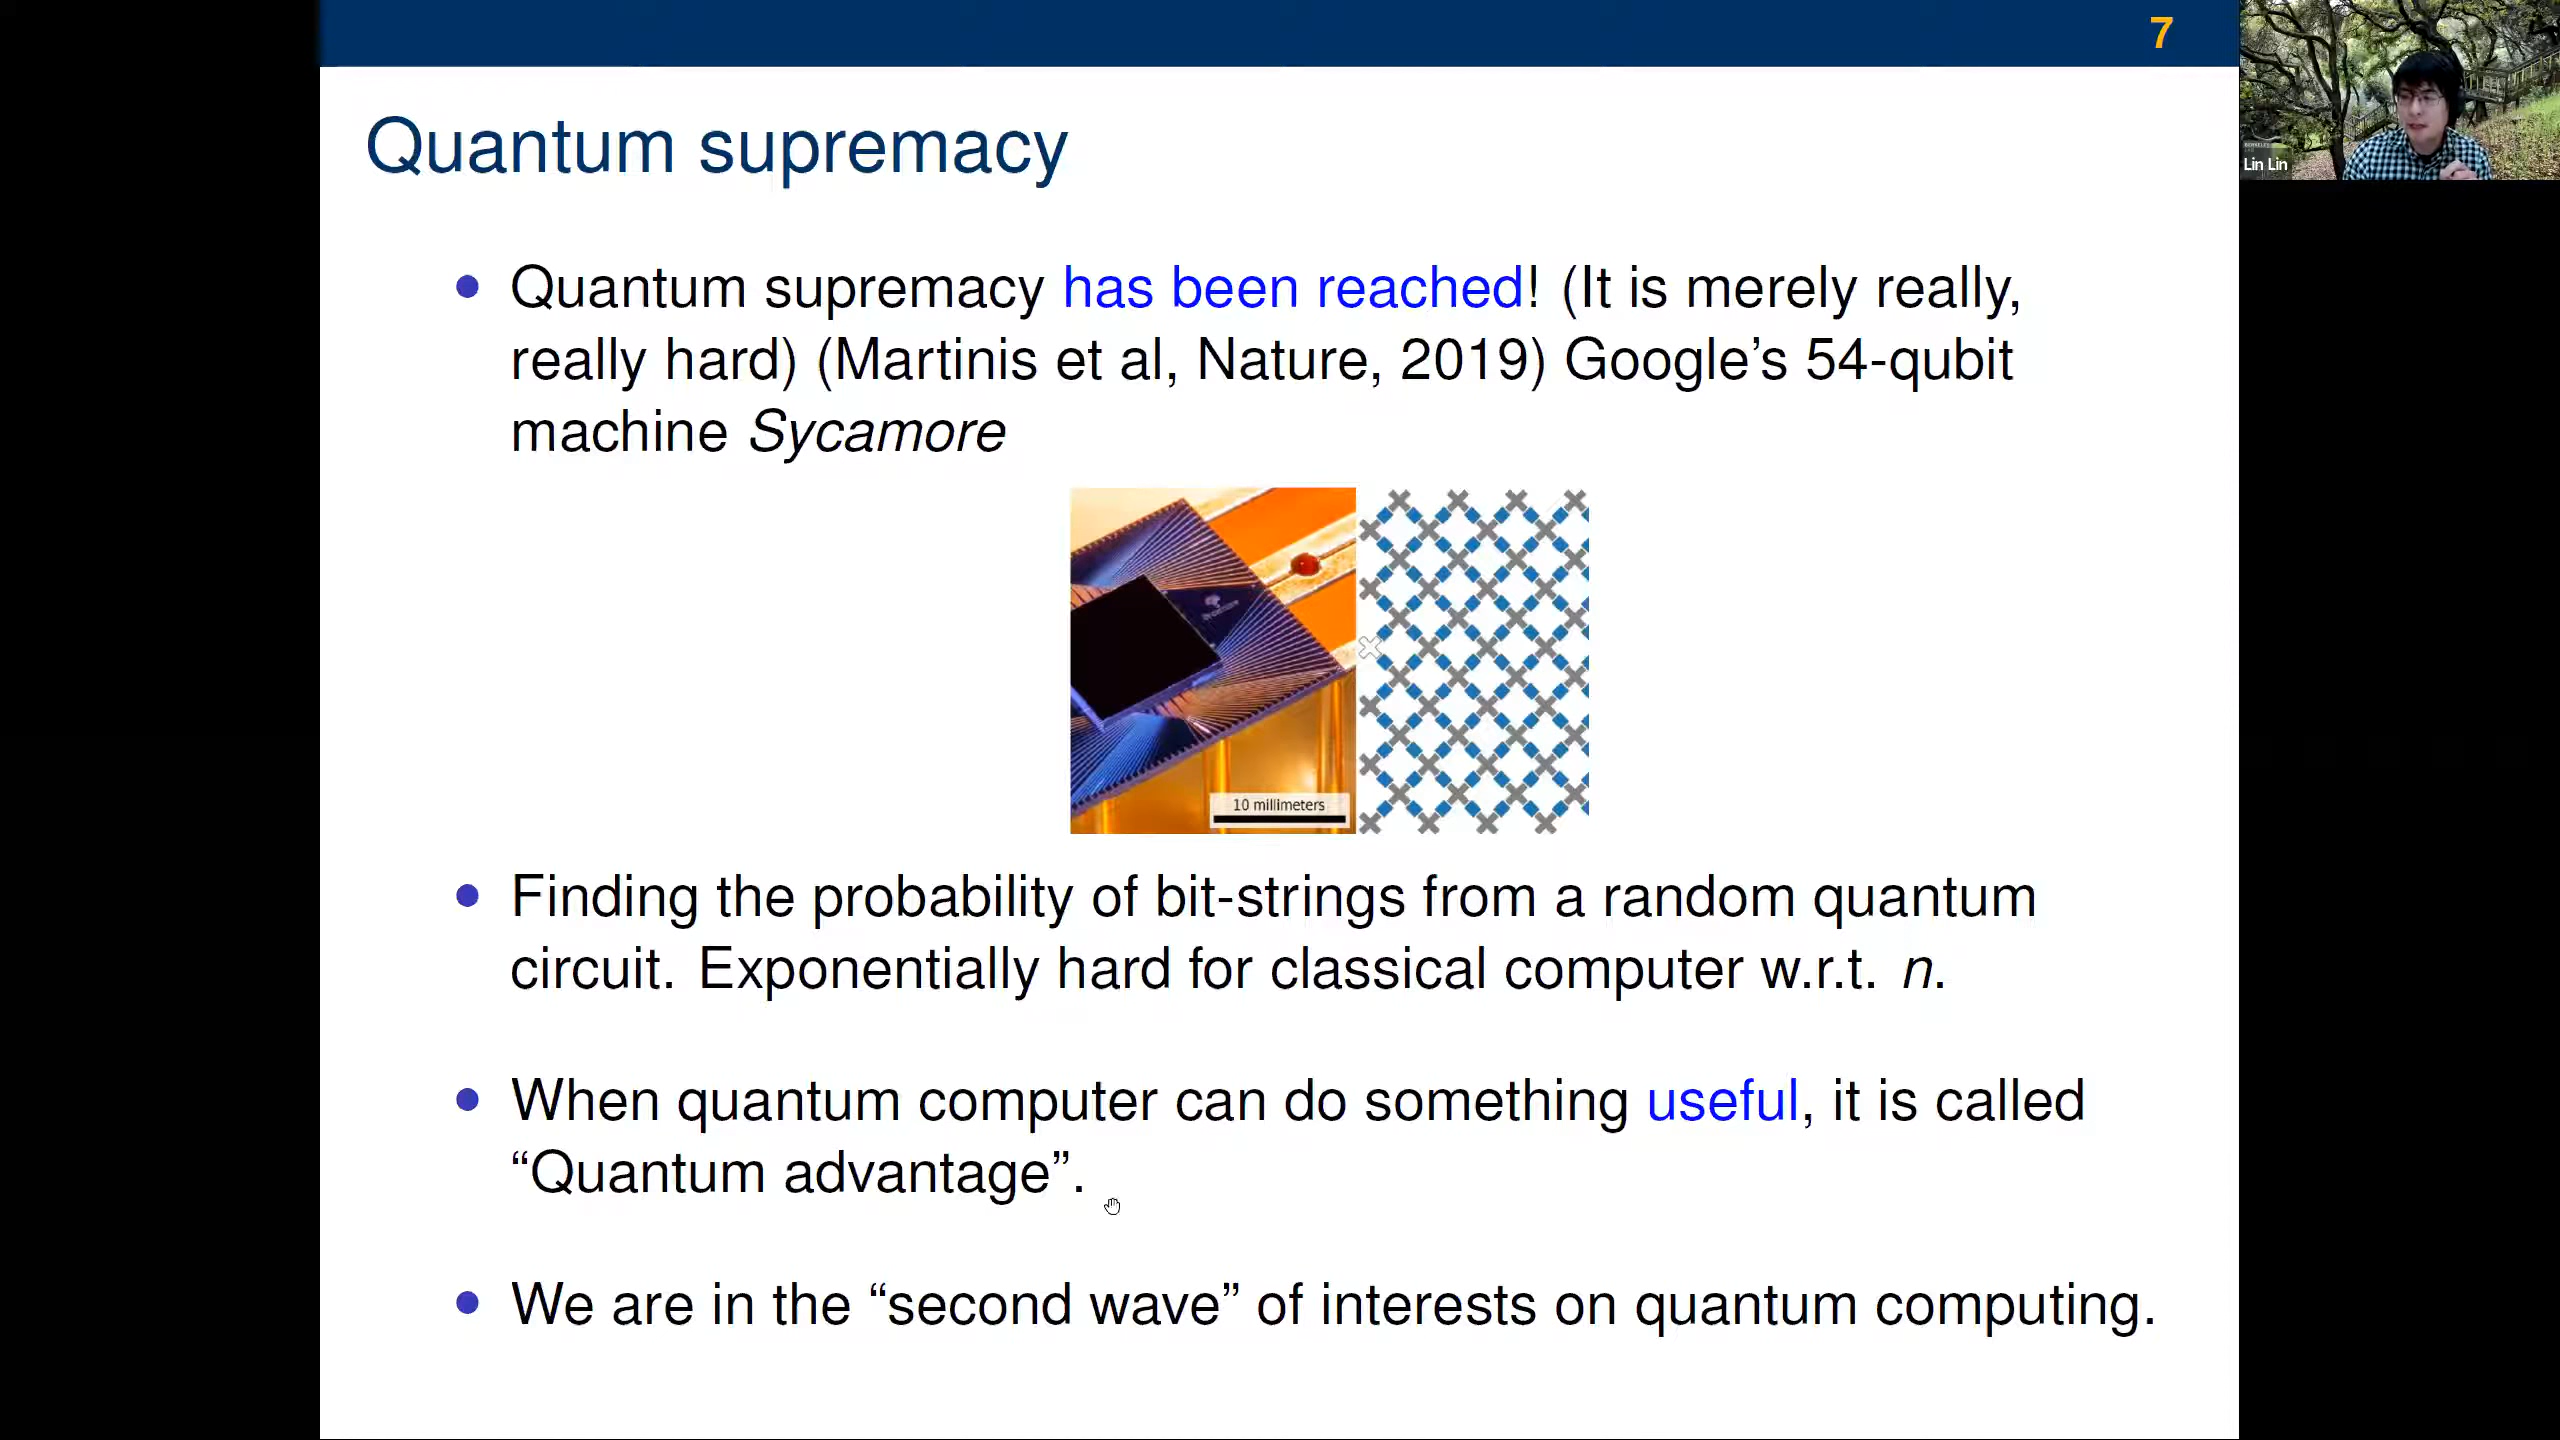 7
Quantum supremacy
Quantum supremacy has been reached! (It is merely really,
really hard) (Martinis et al, Nature, 2019) Google’s 54-qubit
machine Sycamore
10 millimeters
Finding the probability of bit-strings from a random quantum
circuit. Exponentially hard for classical computer w.r.t. n.
When quantum computer can do something useful, it is called
“Quantum advantage”.
We are in the “second wave” of interests on quantum computing.
Lin Lin